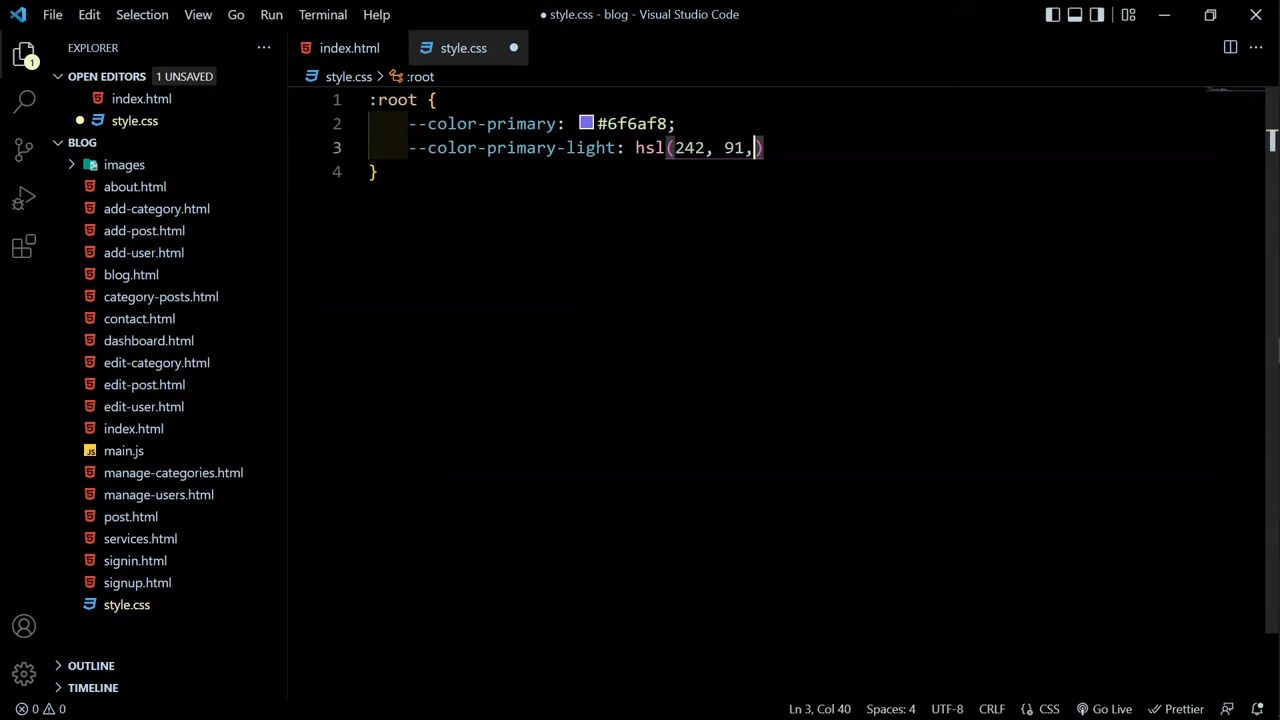 File Edit Selection View Go Run Terminal Help
● style.css - blog - Visual Studio Code
EXPLORER
1
OPEN EDITORS 1 UNSAVED
index.html
style.css
BLOG
images
about.html
add-category.html
add-post.html
add-user.html
blog.html
category-posts.html
contact.html
dashboard.html
edit-category.html
edit-post.html
edit-user.html
index.html
JS main.js
manage-categories.html
manage-users.html
post.html
services.html
signin.html
signup.html
style.css
OUTLINE
TIMELINE
index.html style.css
style.css > :root
1 :root {
2 --color-primary: #6f6af8;
3 --color-primary-light: hsl(242, 91,)
4 }
0 0
Ln 3, Col 40 Spaces: 4 UTF-8 CRLF {} CSS Go Live Prettier